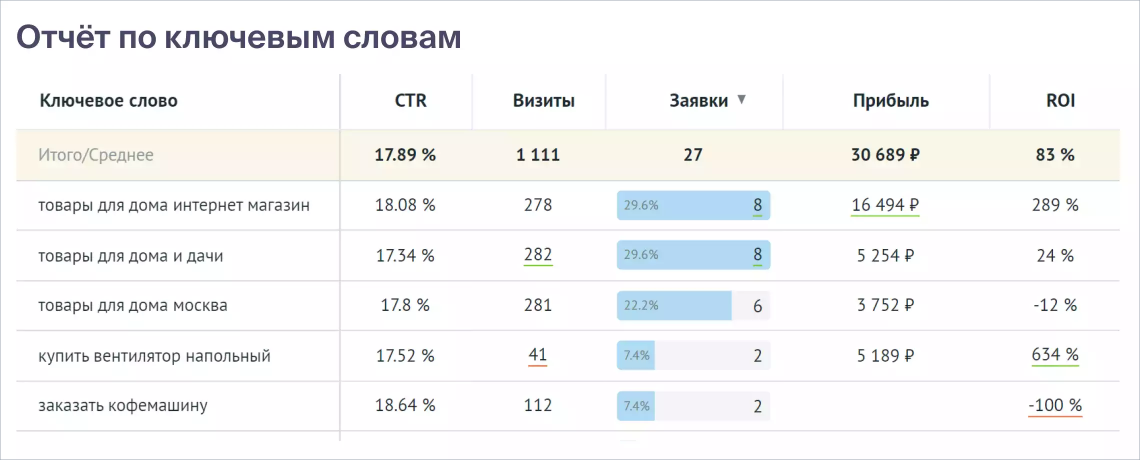 Отчёт по ключевым словам
Ключевое слово CTR Визиты Заявки ▼ Прибыль ROI
Итого/Среднее 17.89 % 1 111 27 30 689 ₽ 83 %
товары для дома интернет магазин 18.08 % 278 29.6% 8 16 494 ₽ 289 %
товары для дома и дачи 17.34 % 282 29.6% 8 5 254 ₽ 24 %
товары для дома москва 17.8 % 281 22.2% 6 3 752 ₽ -12 %
купить вентилятор напольный 17.52 % 41 7.4% 2 5 189 ₽ 634 %
заказать кофемашину 18.64 % 112 7.4% 2 -100 %